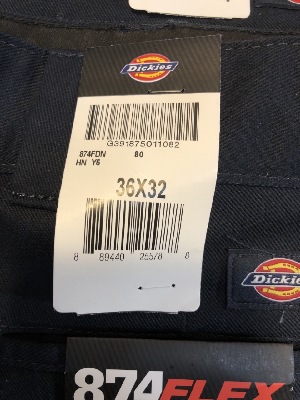 Dickies
G391875011082
874FDN 80
HN Y5
36X32
8 89440 25578 8
Dickies
874FLEX